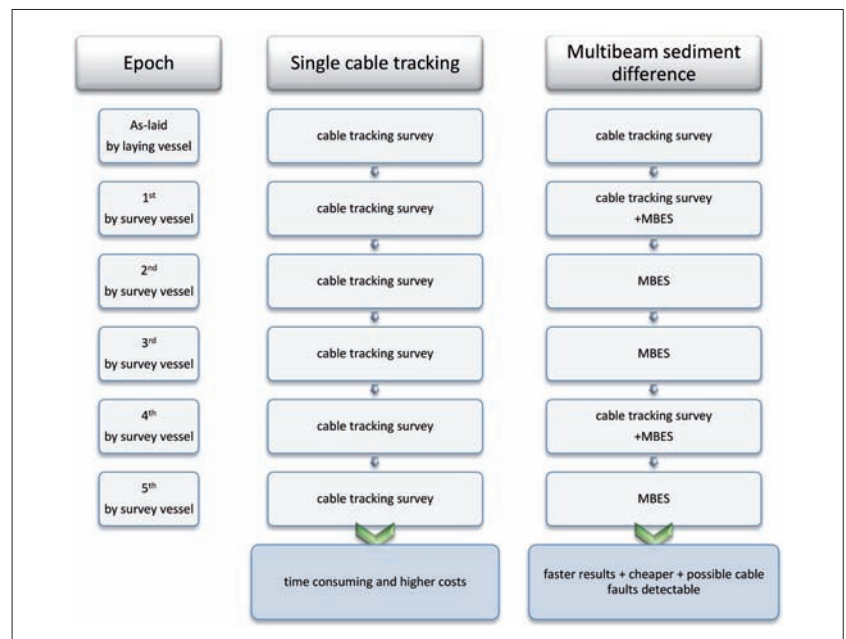 Epoch
Single cable tracking
Multibeam sediment
difference
As-laid
by laying vessel
cable tracking survey
cable tracking survey
1st
by survey vessel
cable tracking survey
cable tracking survey
+MBES
2nd
by survey vessel
cable tracking survey
MBES
3rd
by survey vessel
cable tracking survey
MBES
4th
by survey vessel
cable tracking survey
cable tracking survey
+MBES
5th
by survey vessel
cable tracking survey
MBES
time consuming and higher costs
faster results + cheaper + possible cable
faults detectable